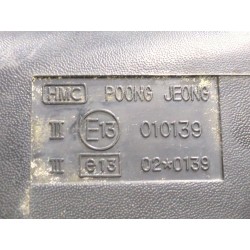 HMC POONG JEONG
III E13 010139
III e13 02*0139